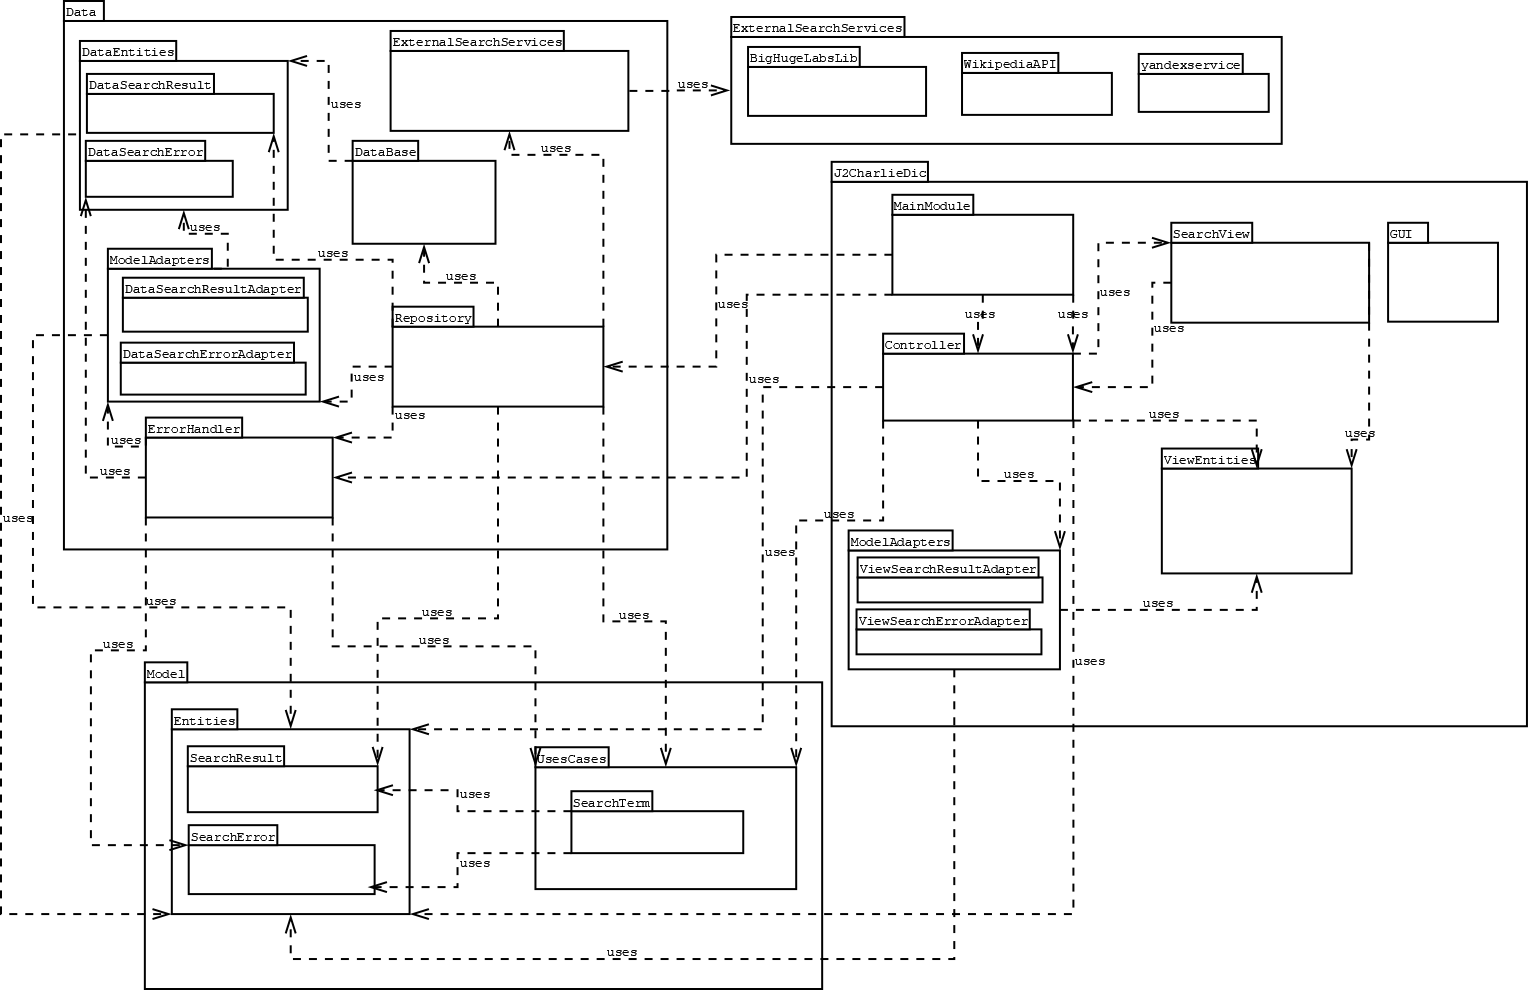 Data
ExternalSearchServices
DataEntities
ExternalSearchServices
BigHugeLabsLib
WikipediaAPI
yandexservice
DataSearchResult
uses
uses
DataSearchError
DataBase
uses
J2CharlieDic
MainModule
uses
SearchView
GUI
ModelAdapters
uses
uses
DataSearchResultAdapter
uses
uses
Repository
uses
uses
uses
Controller
DataSearchErrorAdapter
uses
uses
uses
uses
ErrorHandler
uses
uses
uses
ViewEntities
uses
uses
uses
ModelAdapters
uses
ViewSearchResultAdapter
uses
uses
uses
uses
ViewSearchErrorAdapter
uses
uses
uses
Model
Entities
SearchResult
UsesCases
uses
SearchTerm
SearchError
uses
uses